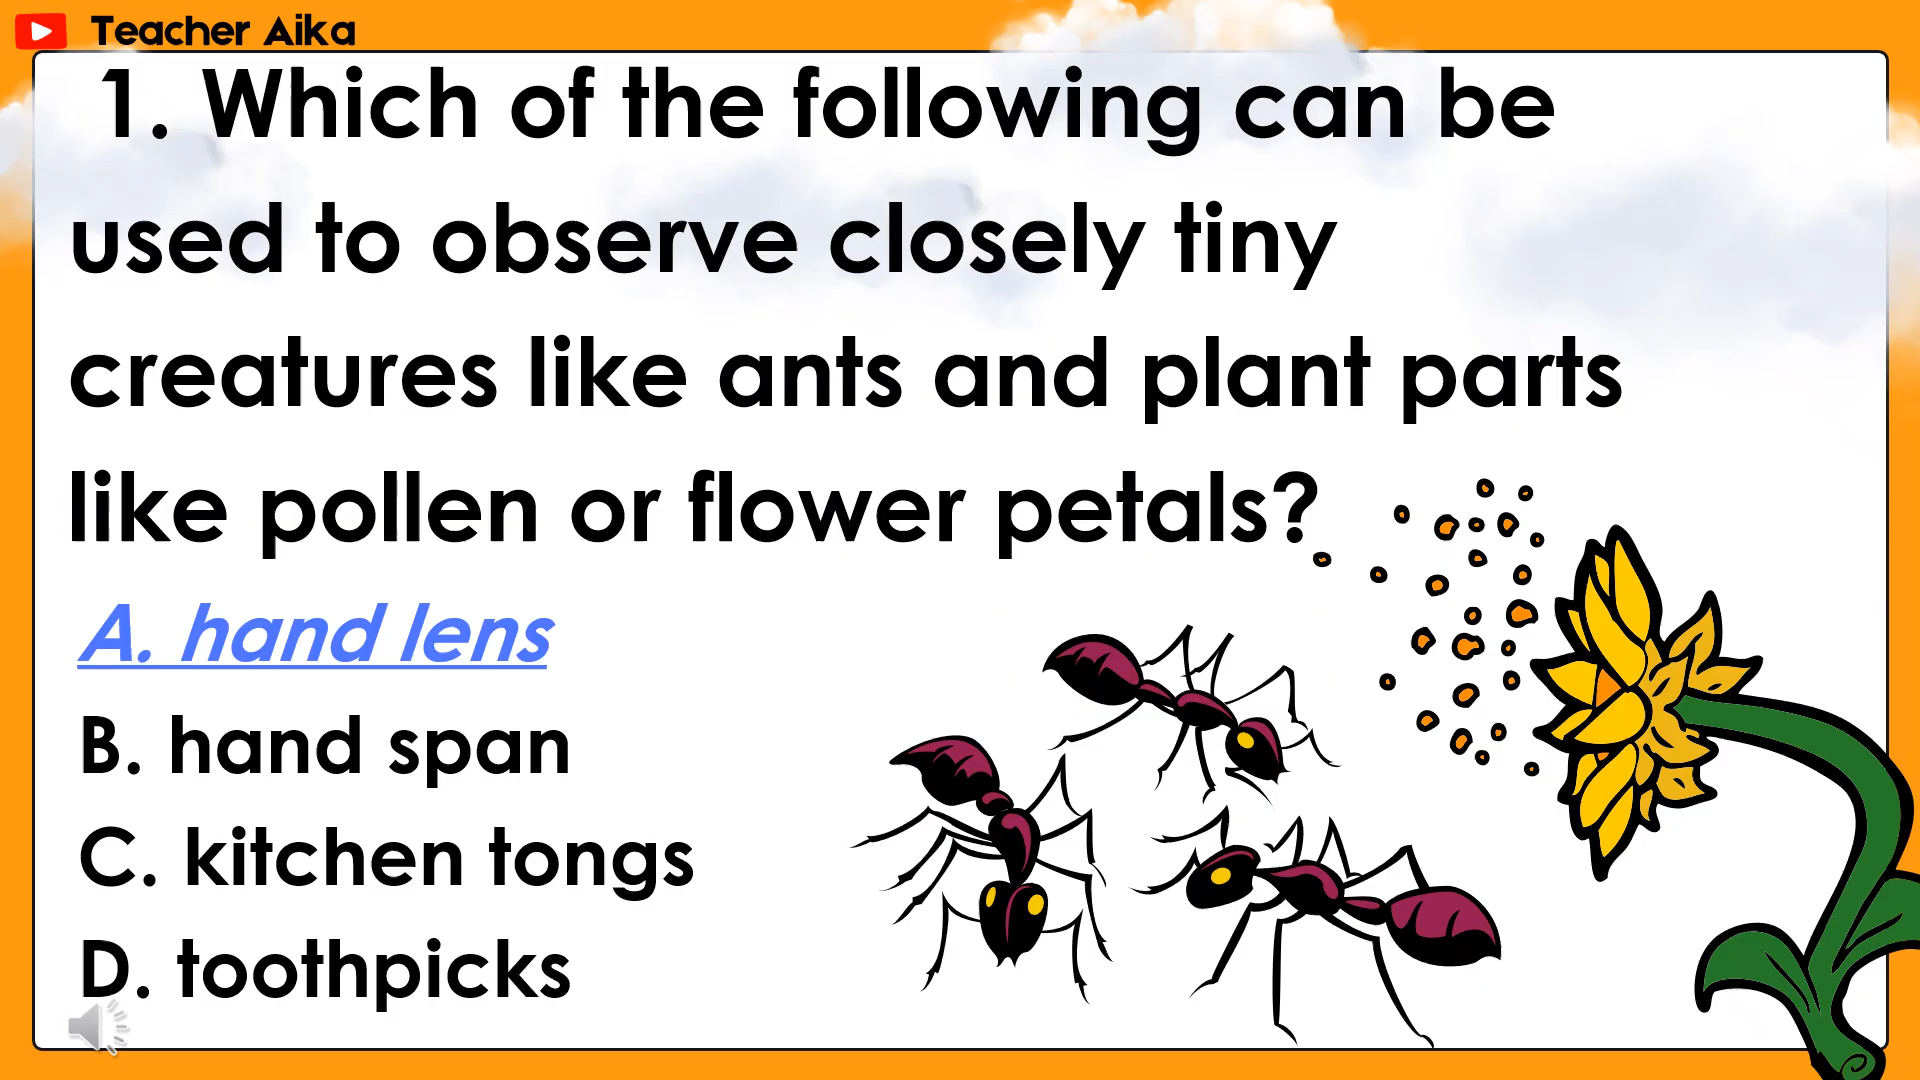 Teacher Aika
1. Which of the following can be
used to observe closely tiny
creatures like ants and plant parts
like pollen or flower petals?
A. hand lens
B. hand span
C. kitchen tongs
D. toothpicks